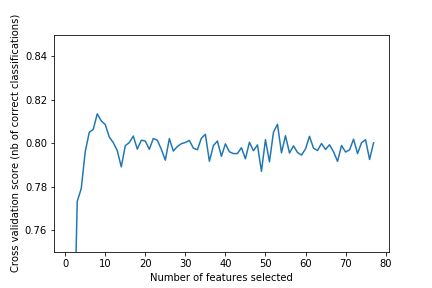 Cross validation score (nb of correct classifications)
0.84
0.82
0.80
0.78
0.76
0 10 20 30 40 50 60 70 80
Number of features selected